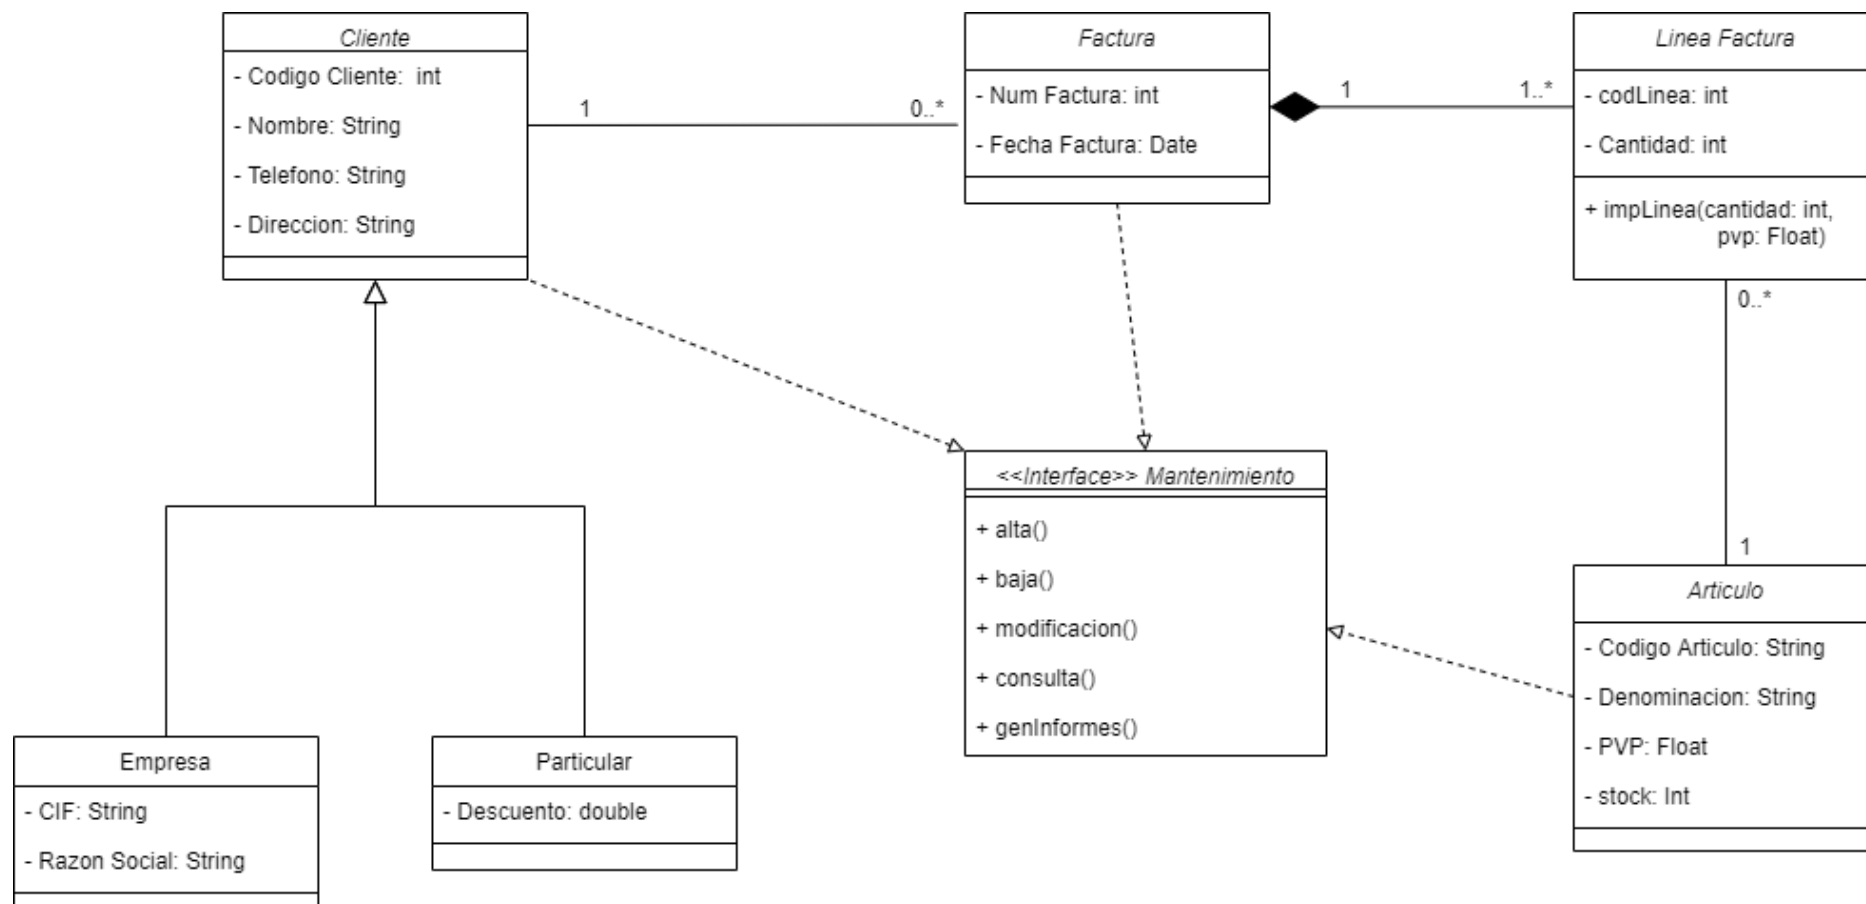 Cliente
- Codigo Cliente:  int
- Nombre: String
- Telefono: String
- Direccion: String
1
0..*
Factura
- Num Factura: int
- Fecha Factura: Date
1
1..*
Linea Factura
- codLinea: int
- Cantidad: int
+ impLinea(cantidad: int,
pvp: Float)
0..*
1
<<Interface>> Mantenimiento
+ alta()
+ baja()
+ modificacion()
+ consulta()
+ genInformes()
Articulo
- Codigo Articulo: String
- Denominacion: String
- PVP: Float
- stock: Int
Empresa
- CIF: String
- Razon Social: String
Particular
- Descuento: double